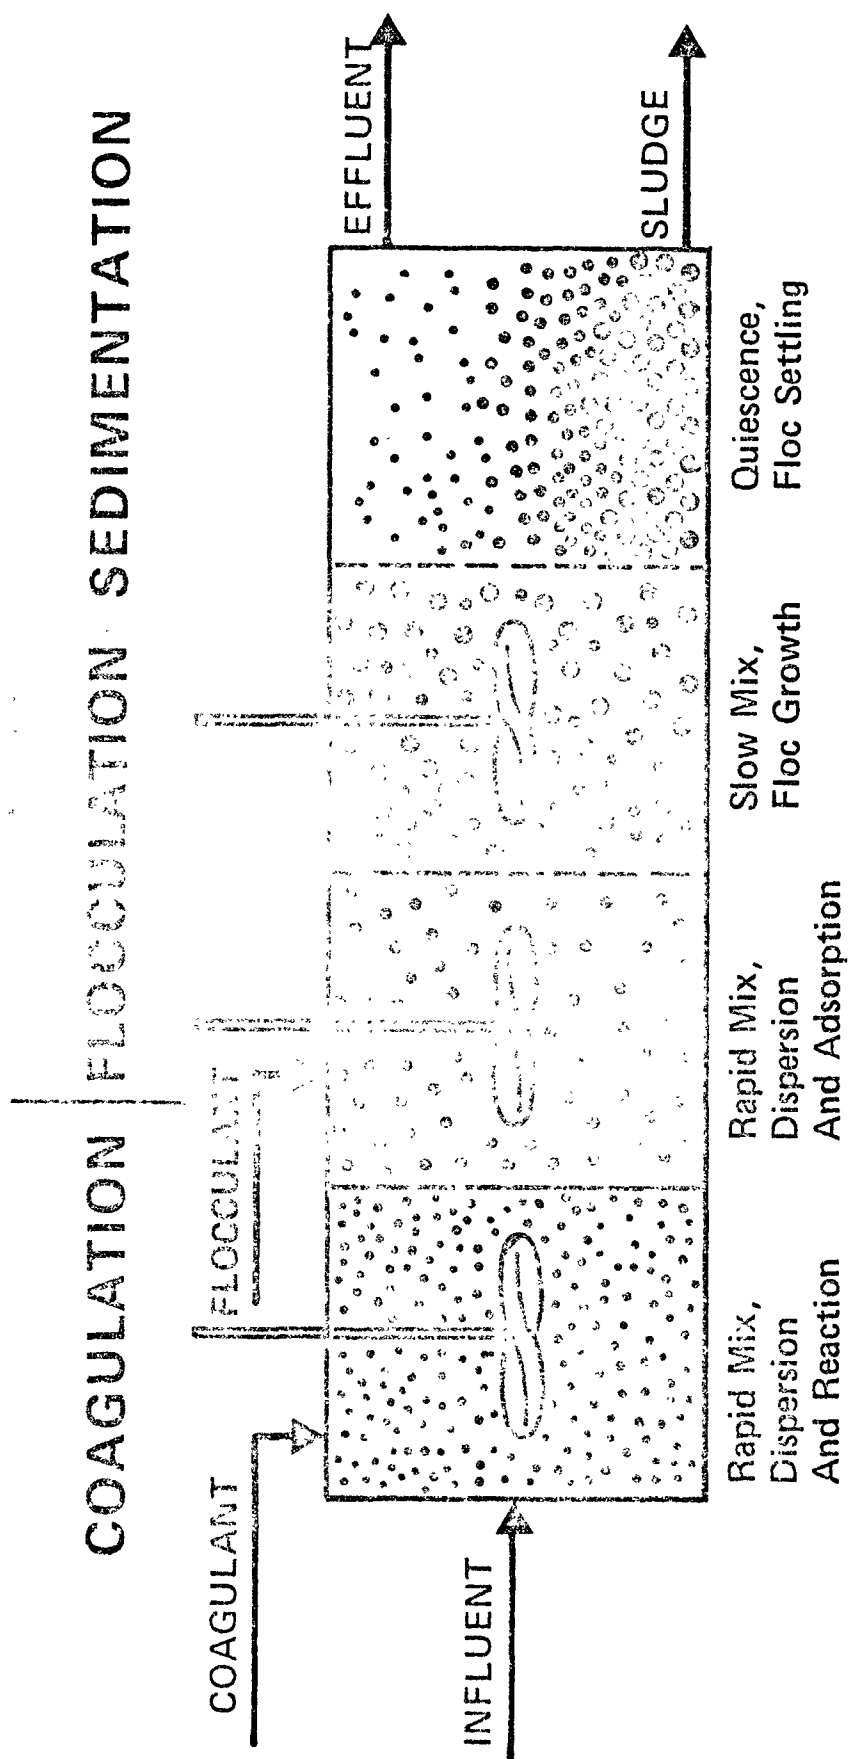 COAGULATION FLOCCULATION SEDIMENTATION
COAGULANT
FLOCCULANT
INFLUENT
EFFLUENT
SLUDGE
Rapid Mix,
Dispersion
And Reaction
Rapid Mix,
Dispersion
And Adsorption
Slow Mix,
Floc Growth
Quiescence,
Floc Settling